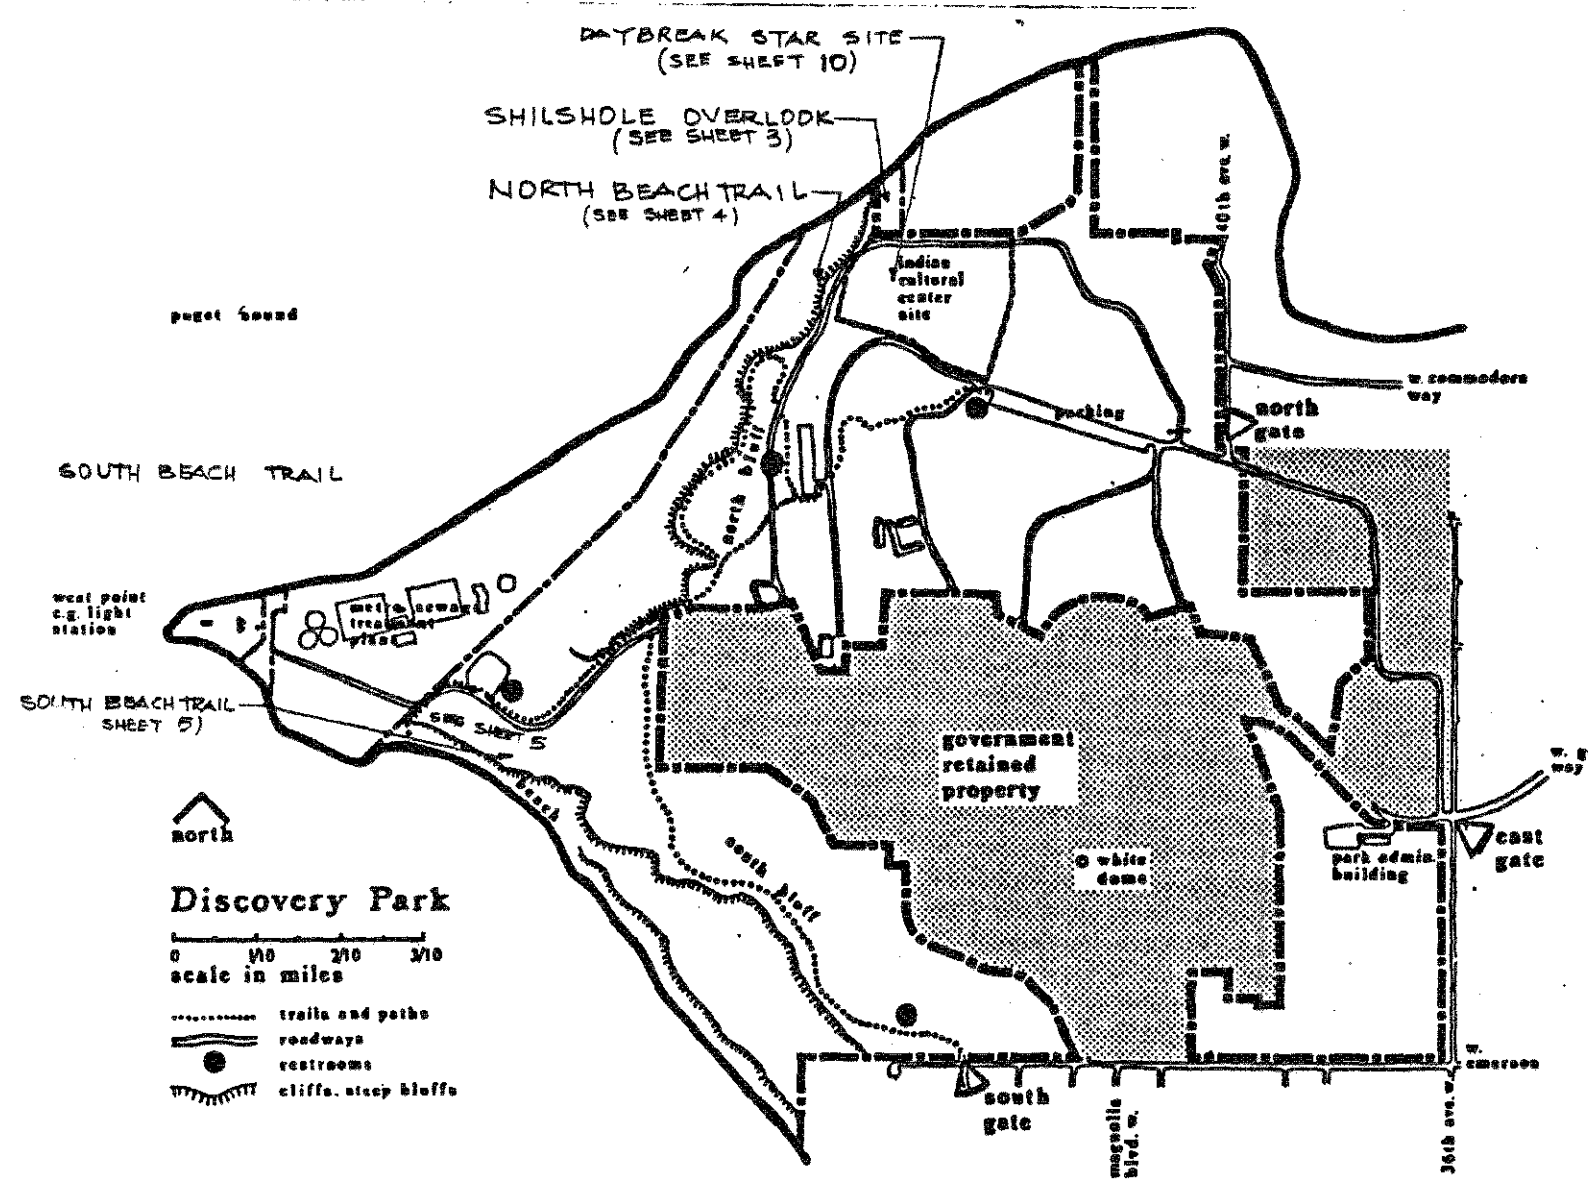 DAYBREAK STAR SITE
(SEE SHEET 10)
SHILSHOLE OVERLOOK
(SEE SHEET 3)
NORTH BEACH TRAIL
(SEE SHEET 4)
40th ave. w.
indian
cultural
center
site
puget sound
w. commodore
way
north
gate
parking
north bluff
SOUTH BEACH TRAIL
west point
c.g. light
station
metro sewage
treatment
plant
SOUTH BEACH TRAIL
SHEET 5)
SEE SHEET 5
beach
government
retained
property
w. g
way
north
south bluff
white
dome
park admin.
building
east
gate
Discovery Park
0 1/10 2/10 3/10
scale in miles
trails and paths
roadways
restrooms
cliffs, steep bluffs
w.
emerson
south
gate
magnolia
blvd. w.
36th ave. w.